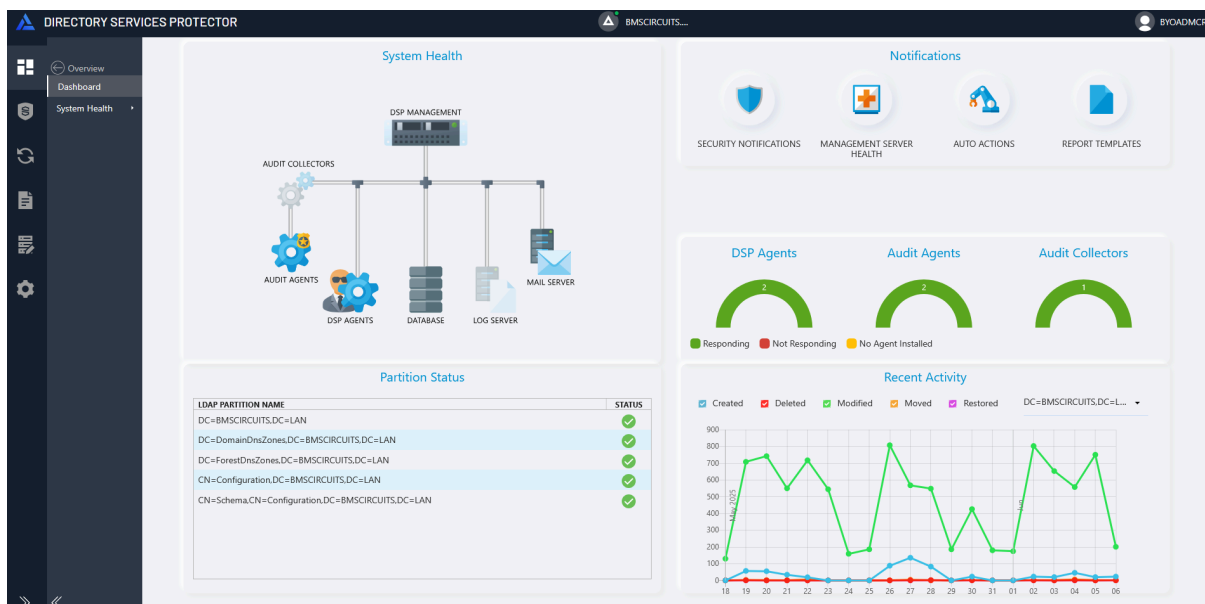 DIRECTORY SERVICES PROTECTOR
BMSCIRCUITS....
BYOADMCR
Overview
Dashboard
System Health
System Health
DSP MANAGEMENT
AUDIT COLLECTORS
AUDIT AGENTS
DSP AGENTS
DATABASE
LOG SERVER
MAIL SERVER
Notifications
SECURITY NOTIFICATIONS
MANAGEMENT SERVER
HEALTH
AUTO ACTIONS
REPORT TEMPLATES
DSP Agents
Audit Agents
Audit Collectors
2
2
1
Responding Not Responding No Agent Installed
Partition Status
LDAP PARTITION NAME STATUS
DC=BMSCIRCUITS,DC=LAN
DC=DomainDnsZones,DC=BMSCIRCUITS,DC=LAN
DC=ForestDnsZones,DC=BMSCIRCUITS,DC=LAN
CN=Configuration,DC=BMSCIRCUITS,DC=LAN
CN=Schema,CN=Configuration,DC=BMSCIRCUITS,DC=LAN
Recent Activity
Created Deleted Modified Moved Restored DC=BMSCIRCUITS,DC=L...
900
800
700
600
500
400
300
200
100
0
May 2025
Jun
18 19 20 21 22 23 24 25 26 27 28 29 30 31 01 02 03 04 05 06